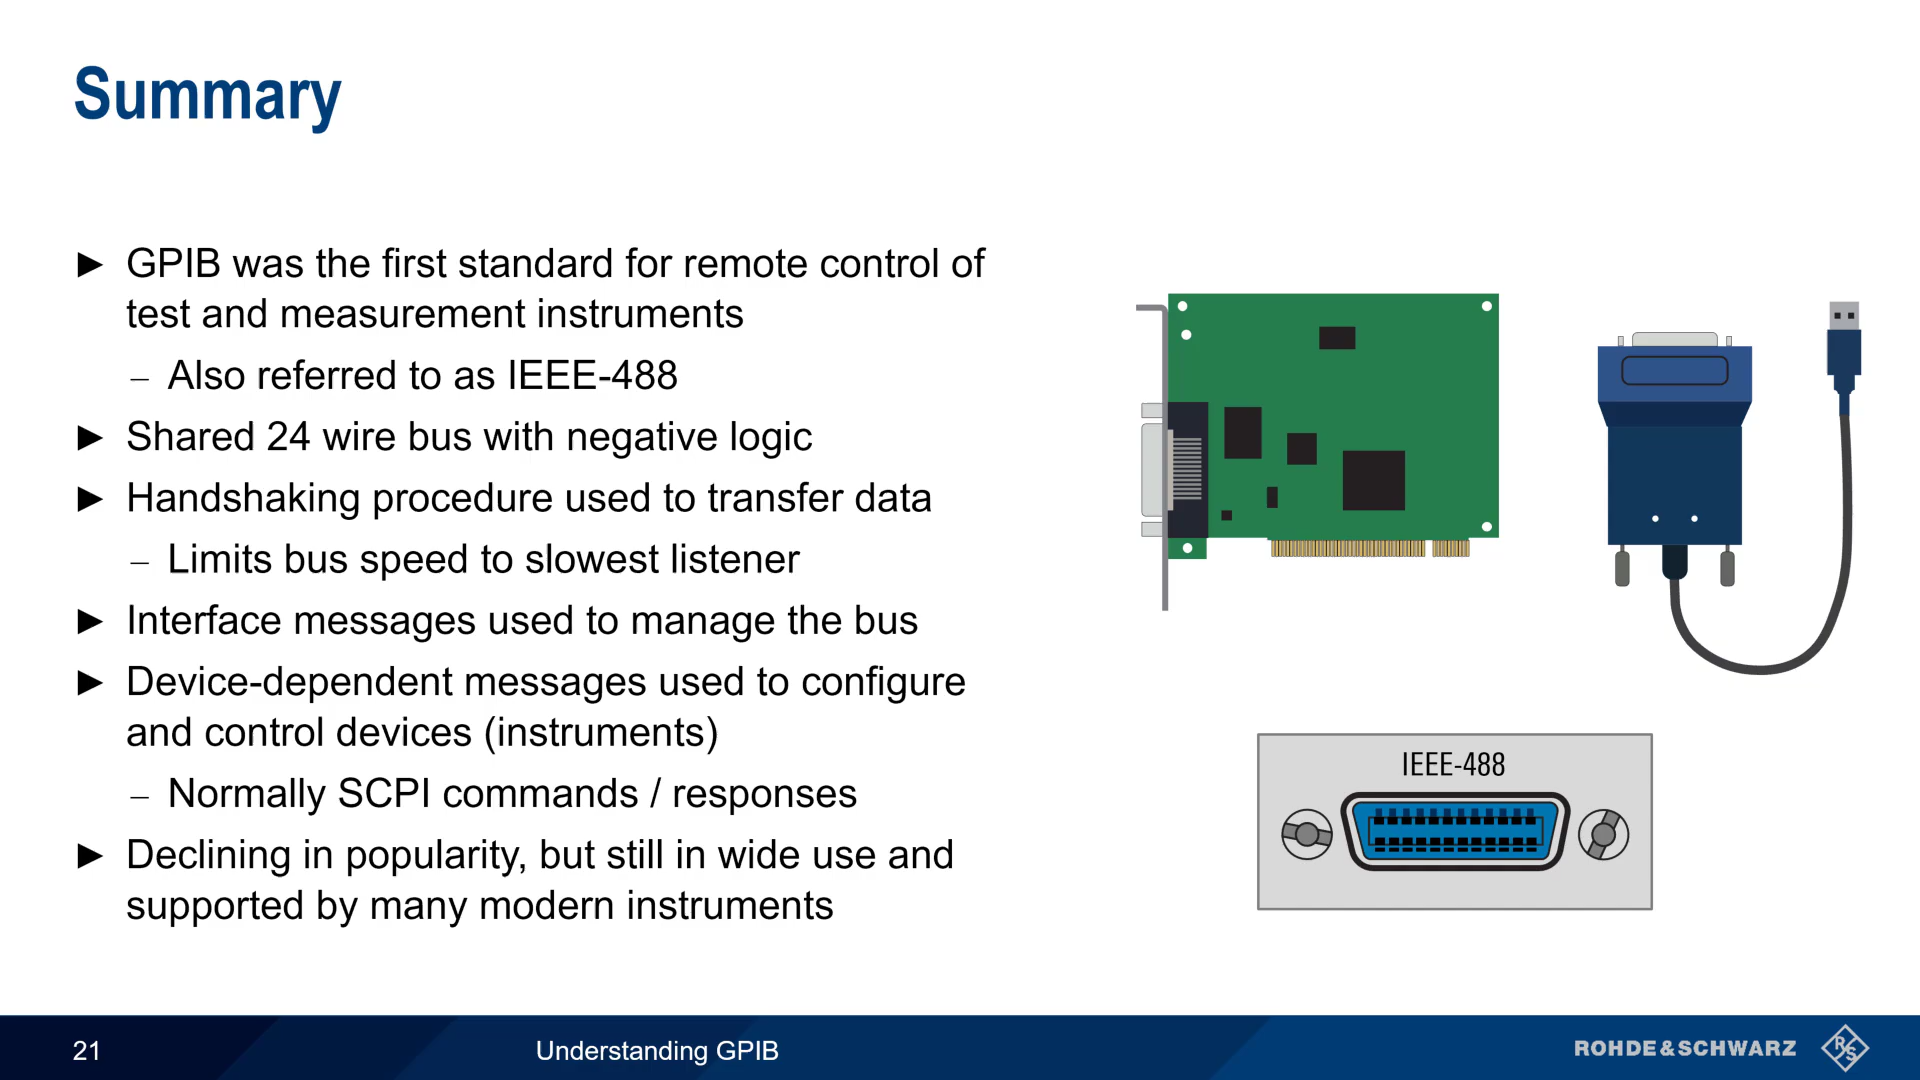 Summary
► GPIB was the first standard for remote control of
test and measurement instruments
– Also referred to as IEEE-488
► Shared 24 wire bus with negative logic
► Handshaking procedure used to transfer data
– Limits bus speed to slowest listener
► Interface messages used to manage the bus
► Device-dependent messages used to configure
and control devices (instruments)
– Normally SCPI commands / responses
► Declining in popularity, but still in wide use and
supported by many modern instruments
IEEE-488
21
Understanding GPIB
ROHDE&SCHWARZ
R&S